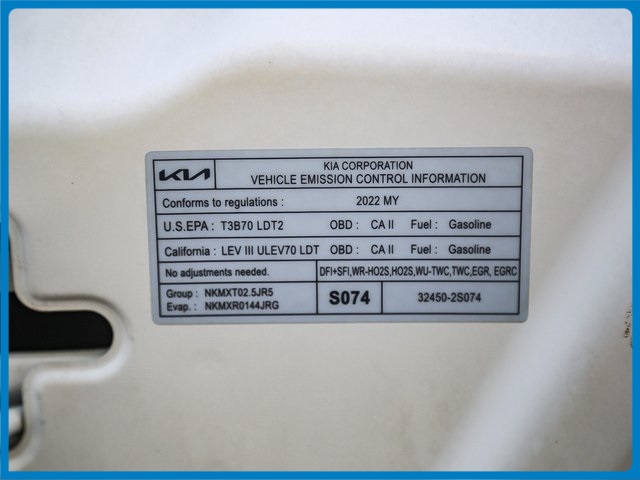 KIA
KIA CORPORATION
VEHICLE EMISSION CONTROL INFORMATION
Conforms to regulations : 2022 MY
U.S.EPA : T3B70 LDT2 OBD : CA II Fuel : Gasoline
California : LEV III ULEV70 LDT OBD : CA II Fuel : Gasoline
No adjustments needed. DFI+SFI,WR-HO2S,HO2S,WU-TWC,TWC,EGR, EGRC
Group : NKMXT02.5JR5
Evap. : NKMXR0144JRG
S074
32450-2S074